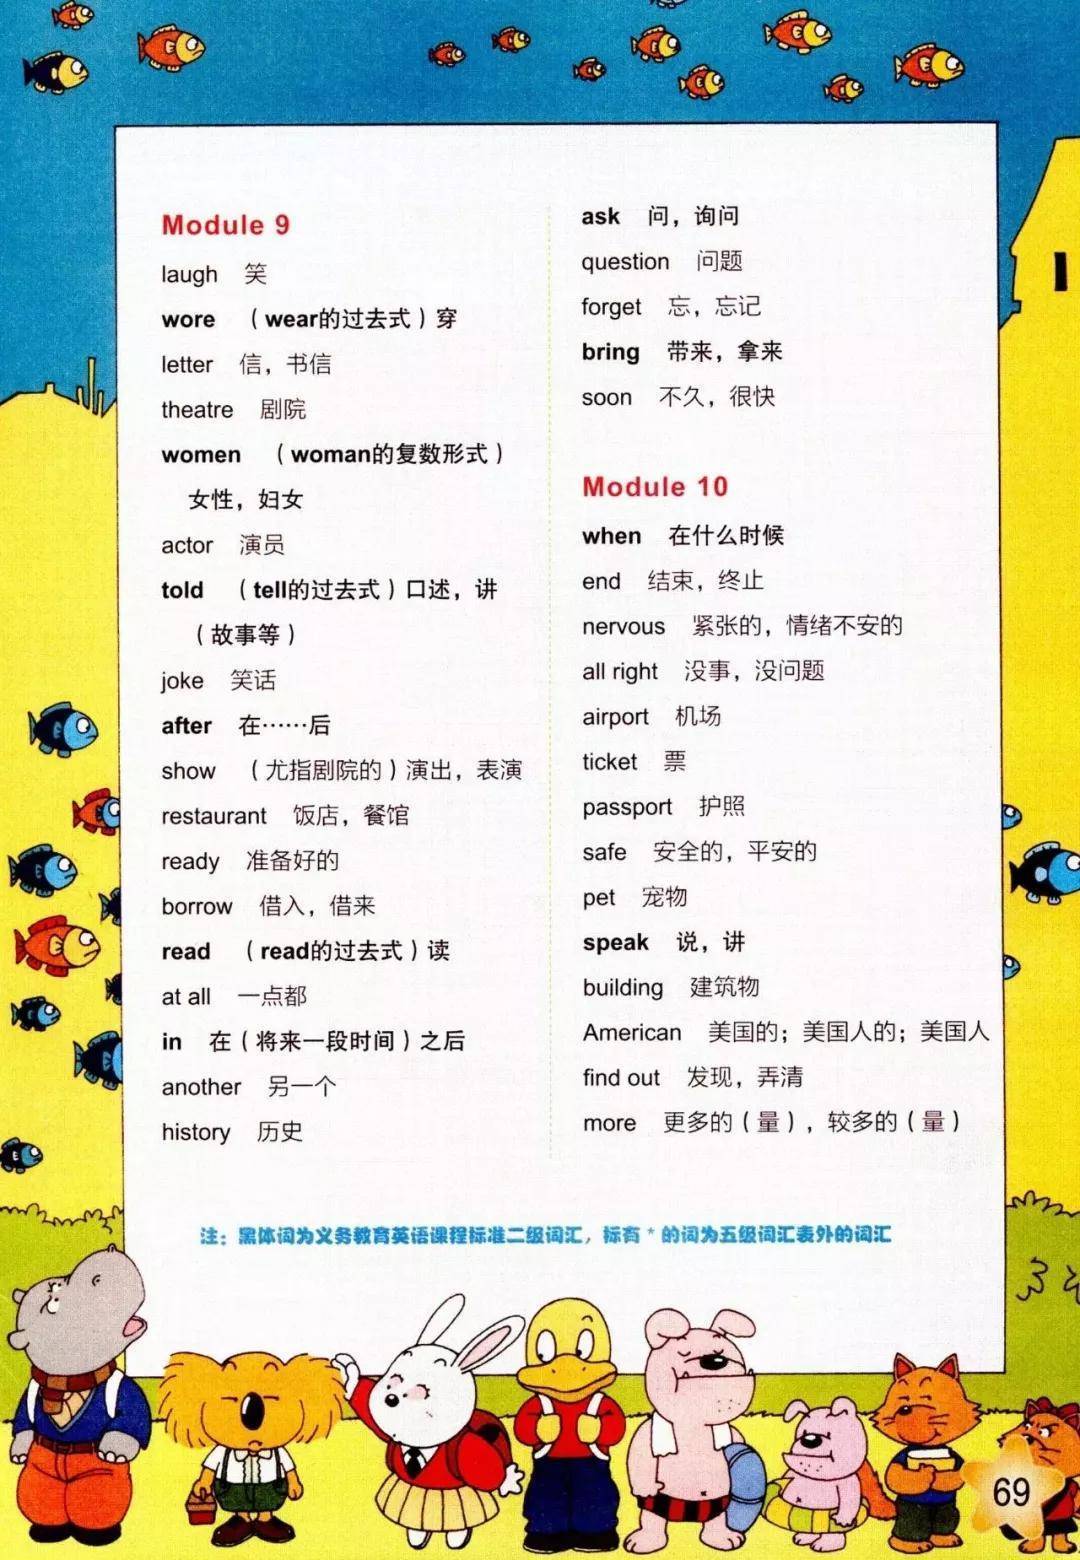 Module 9
laugh 笑
wore （wear的过去式）穿
letter 信，书信
theatre 剧院
women （woman的复数形式）
女性，妇女
actor 演员
told （tell的过去式）口述，讲
（故事等）
joke 笑话
after 在……后
show （尤指剧院的）演出，表演
restaurant 饭店，餐馆
ready 准备好的
borrow 借入，借来
read （read的过去式）读
at all 一点都
in 在（将来一段时间）之后
another 另一个
history 历史
ask 问，询问
question 问题
forget 忘，忘记
bring 带来，拿来
soon 不久，很快
Module 10
when 在什么时候
end 结束，终止
nervous 紧张的，情绪不安的
all right 没事，没问题
airport 机场
ticket 票
passport 护照
safe 安全的，平安的
pet 宠物
speak 说，讲
building 建筑物
American 美国的；美国人的；美国人
find out 发现，弄清
more 更多的（量），较多的（量）
注：黑体词为义务教育英语课程标准二级词汇，标有 * 的词为五级词汇表外的词汇
69